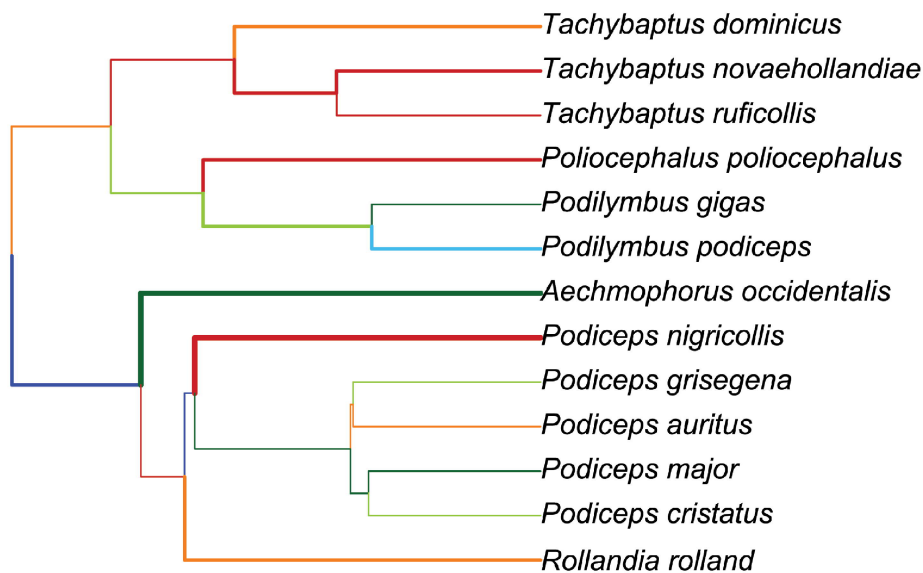 Tachybaptus dominicus
Tachybaptus novaehollandiae
Tachybaptus ruficollis
Poliocephalus poliocephalus
Podilymbus gigas
Podilymbus podiceps
Aechmophorus occidentalis
Podiceps nigricollis
Podiceps grisegena
Podiceps auritus
Podiceps major
Podiceps cristatus
Rollandia rolland